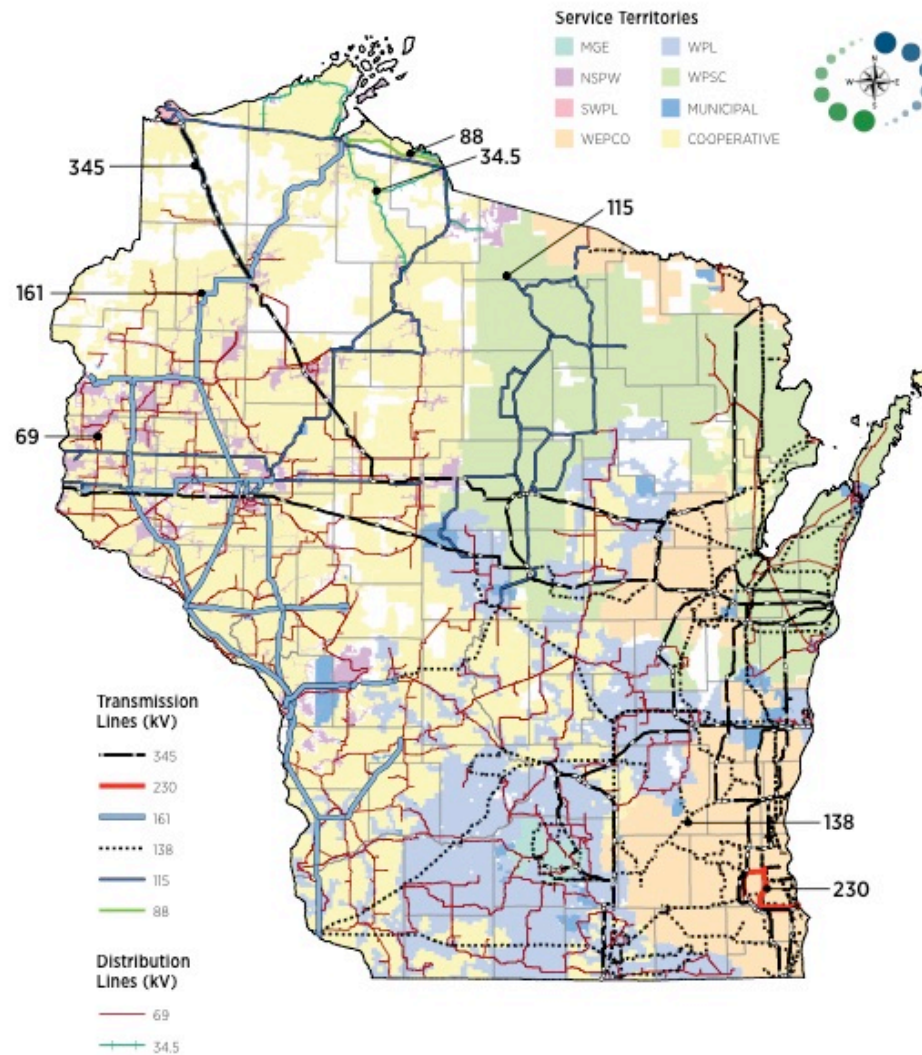 Service Territories
MGE
WPL
NSPW
WPSC
SWPL
MUNICIPAL
WEPCO
COOPERATIVE
N
W E
S
88
34.5
345
115
161
69
138
230
Transmission
Lines (kV)
345
230
161
138
115
88
Distribution
Lines (kV)
69
34.5